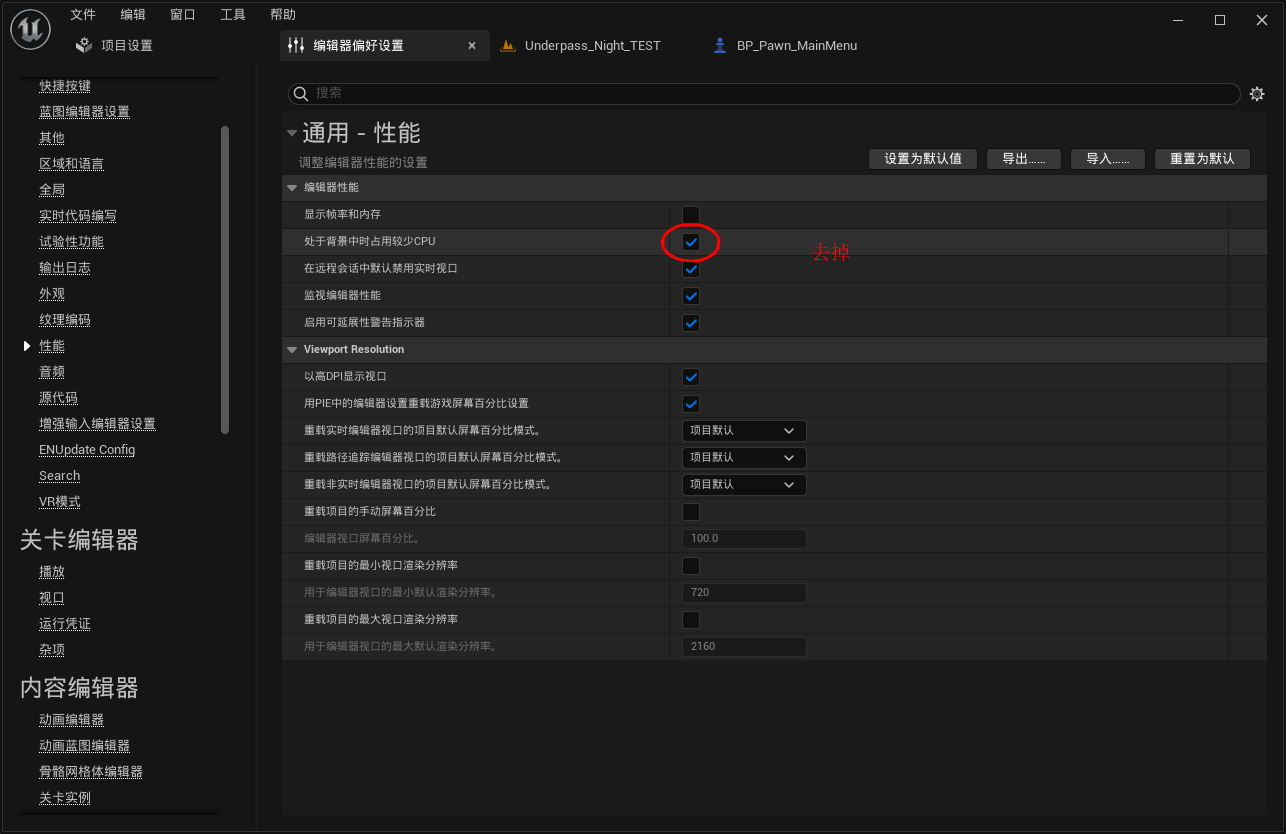 文件 编辑 窗口 工具 帮助
项目设置 编辑器偏好设置 Underpass_Night_TEST BP_Pawn_MainMenu
快捷按键
蓝图编辑器设置
其他
区域和语言
全局
实时代码编写
试验性功能
输出日志
外观
纹理编码
性能
音频
源代码
增强输入编辑器设置
ENUpdate Config
Search
VR模式
关卡编辑器
播放
视口
运行凭证
杂项
内容编辑器
动画编辑器
动画蓝图编辑器
骨骼网格体编辑器
关卡实例
搜索
通用 - 性能
调整编辑器性能的设置 设置为默认值 导出...... 导入...... 重置为默认
编辑器性能
显示帧率和内存
处于背景中时占用较少CPU 去掉
在远程会话中默认禁用实时视口
监视编辑器性能
启用可延展性警告指示器
Viewport Resolution
以高DPI显示视口
用PIE中的编辑器设置重载游戏屏幕百分比设置
重载实时编辑器视口的项目默认屏幕百分比模式。 项目默认
重载路径追踪编辑器视口的项目默认屏幕百分比模式。 项目默认
重载非实时编辑器视口的项目默认屏幕百分比模式。 项目默认
重载项目的手动屏幕百分比
编辑器视口屏幕百分比。 100.0
重载项目的最小视口渲染分辨率
用于编辑器视口的最小默认渲染分辨率。 720
重载项目的最大视口渲染分辨率
用于编辑器视口的最大默认渲染分辨率。 2160